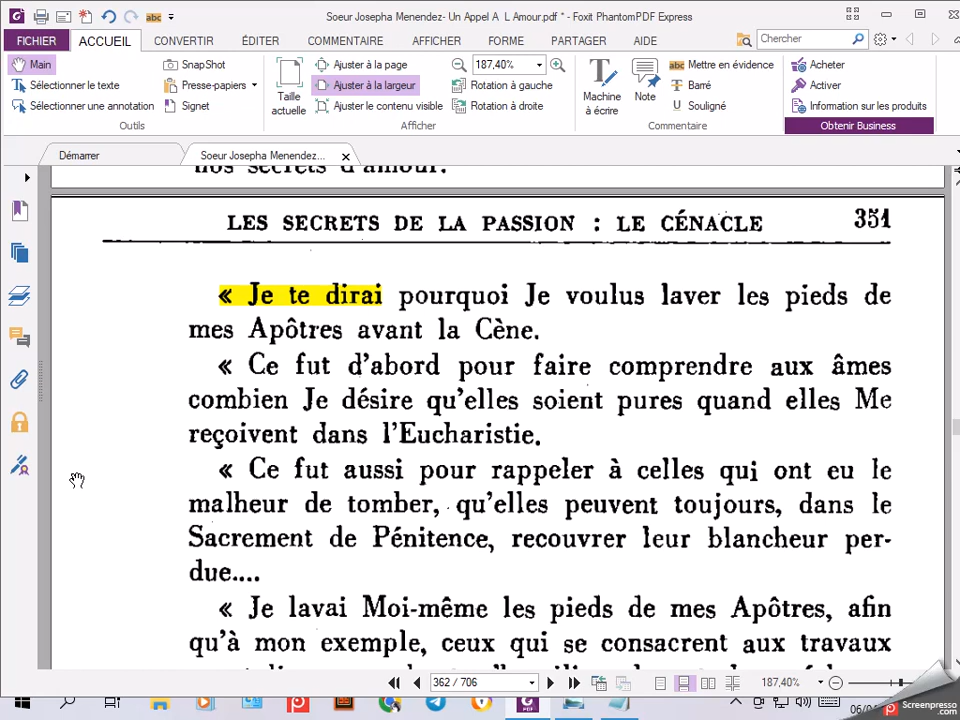 Soeur Josepha Menendez- Un Appel A L Amour.pdf * - Foxit PhantomPDF Express
FICHIER ACCUEIL CONVERTIR ÉDITER COMMENTAIRE AFFICHER FORME PARTAGER AIDE Chercher
Main
Sélectionner le texte
Sélectionner une annotation
Outils
SnapShot
Presse-papiers
Signet
Taille actuelle
Ajuster à la page
Ajuster à la largeur
Ajuster le contenu visible
187,40%
Rotation à gauche
Rotation à droite
Afficher
Machine à écrire
Note
abc Mettre en évidence
Barré
U Souligné
Commentaire
Acheter
Activer
Information sur les produits
Obtenir Business
Démarrer Soeur Josepha Menendez...
nos secrets d'amour.
LES SECRETS DE LA PASSION : LE CÉNACLE 351
« Je te dirai pourquoi Je voulus laver les pieds de
mes Apôtres avant la Cène.
« Ce fut d'abord pour faire comprendre aux âmes
combien Je désire qu'elles soient pures quand elles Me
reçoivent dans l'Eucharistie.
« Ce fut aussi pour rappeler à celles qui ont eu le
malheur de tomber, qu'elles peuvent toujours, dans le
Sacrement de Pénitence, recouvrer leur blancheur per-
due....
« Je lavai Moi-même les pieds de mes Apôtres, afin
qu'à mon exemple, ceux qui se consacrent aux travaux
362 / 706 187,40%
Screenpresso
.com